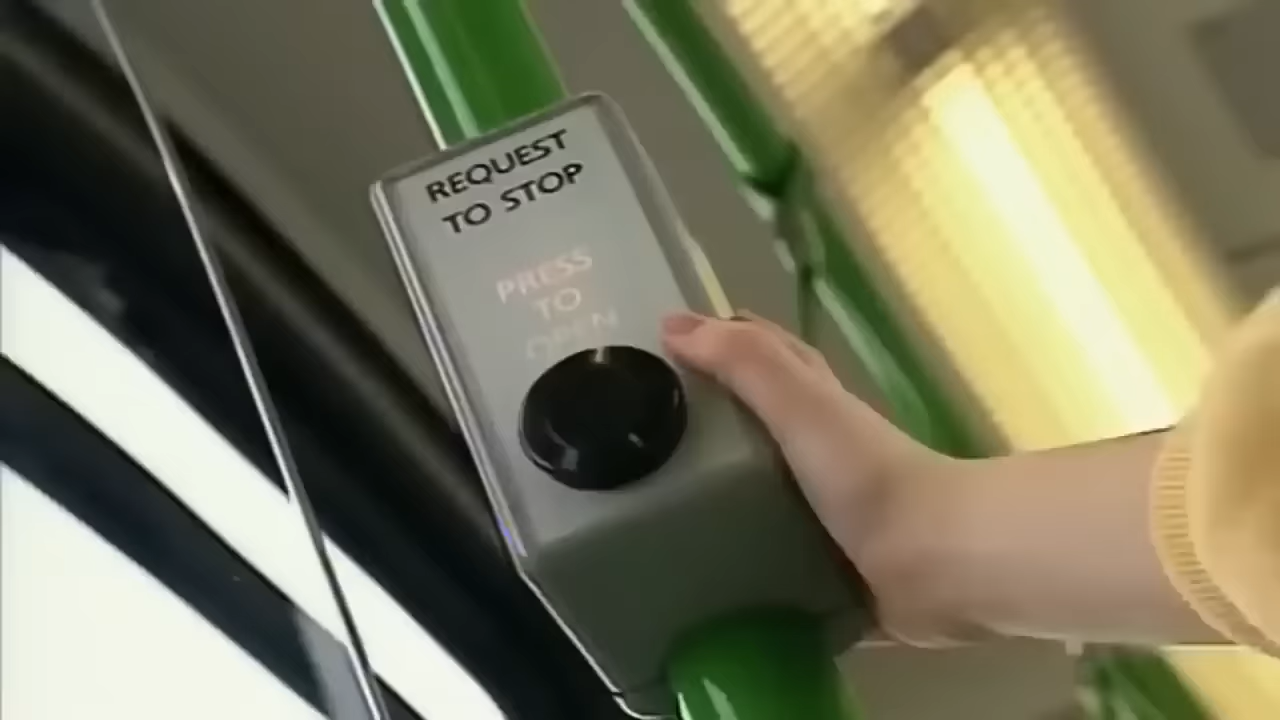 REQUEST
TO STOP
PRESS
TO
OPEN